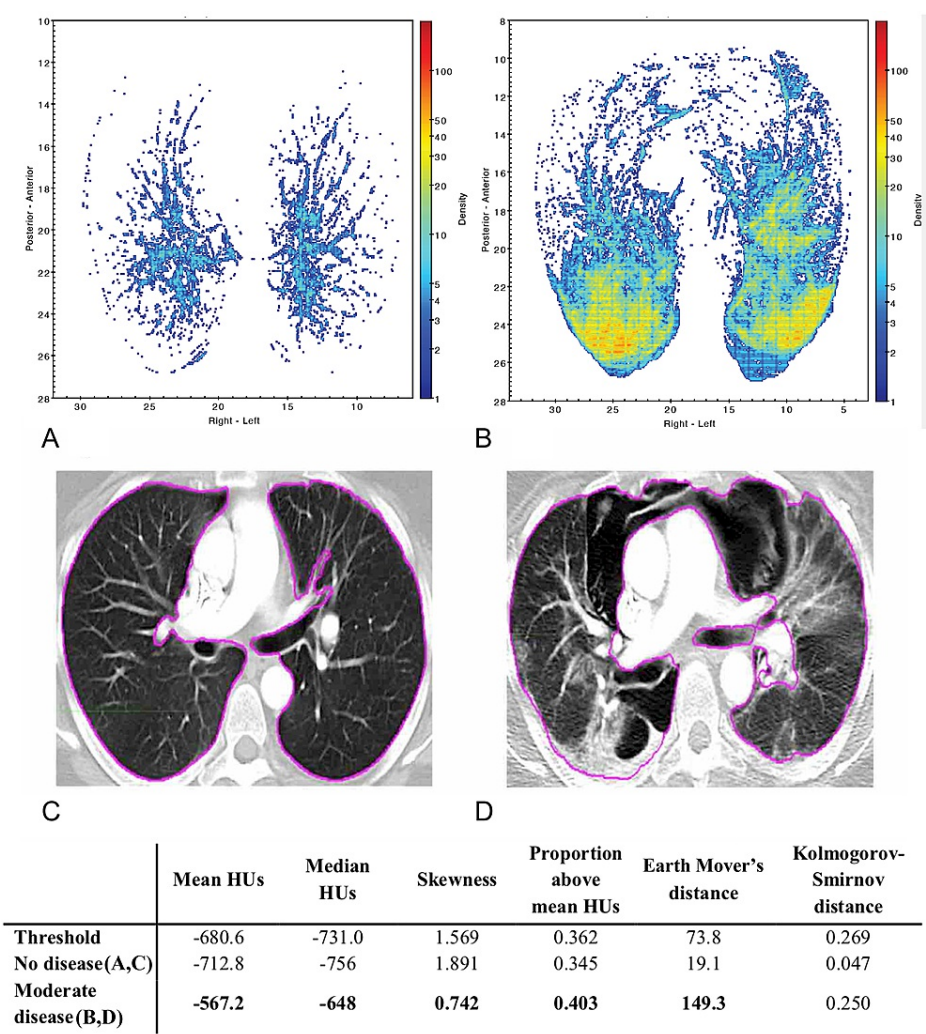 10
12
14
16
18
20
22
24
26
28
30
25
20
15
10
Posterior - Anterior
Right - Left
100
50
40
30
20
10
5
4
3
2
1
Density
8
10
12
14
16
18
20
22
24
26
28
30
25
20
15
10
5
Posterior - Anterior
Right - Left
100
50
40
30
20
10
5
4
3
2
1
Density
A
B
C
D
Mean HUs
Median
HUs
Skewness
Proportion
above
mean HUs
Earth Mover's
distance
Kolmogorov-
Smirnov
distance
Threshold -680.6 -731.0 1.569 0.362 73.8 0.269
No disease(A,C) -712.8 -756 1.891 0.345 19.1 0.047
Moderate
disease(B,D) -567.2 -648 0.742 0.403 149.3 0.250